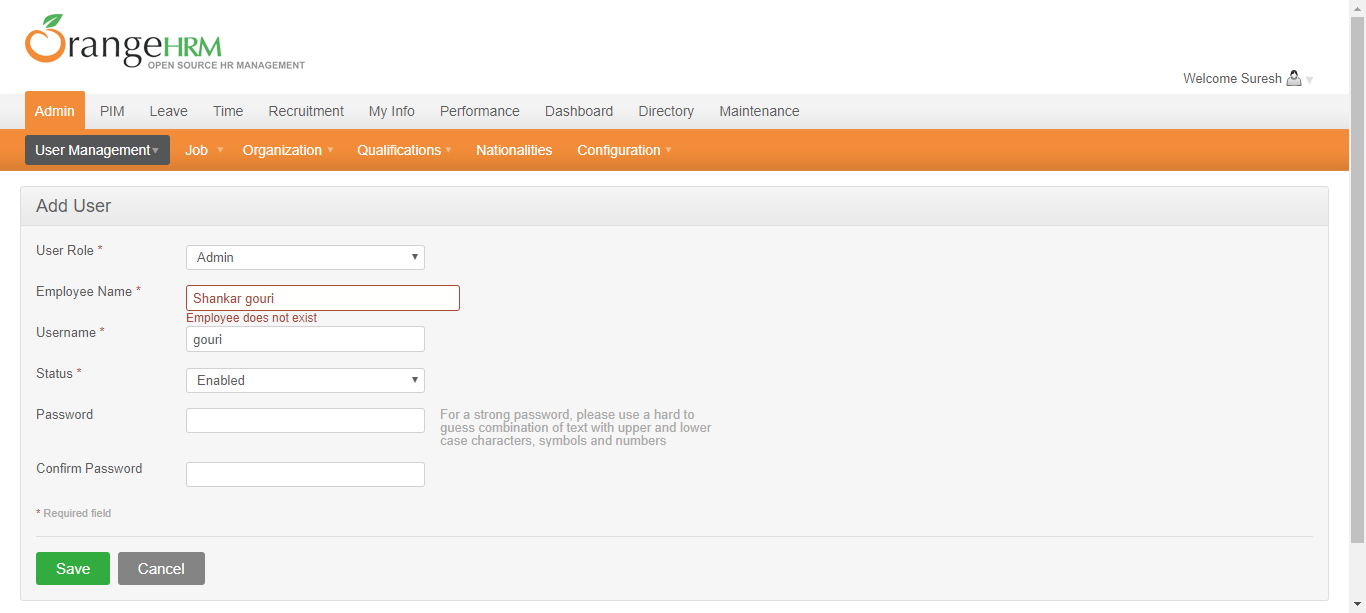 OrangeHRM
OPEN SOURCE HR MANAGEMENT
Welcome Suresh
Admin PIM Leave Time Recruitment My Info Performance Dashboard Directory Maintenance
User Management Job Organization Qualifications Nationalities Configuration
Add User
User Role * Admin
Employee Name * Shankar gouri
Employee does not exist
Username * gouri
Status * Enabled
Password
For a strong password, please use a hard to
guess combination of text with upper and lower
case characters, symbols and numbers
Confirm Password
* Required field
Save Cancel